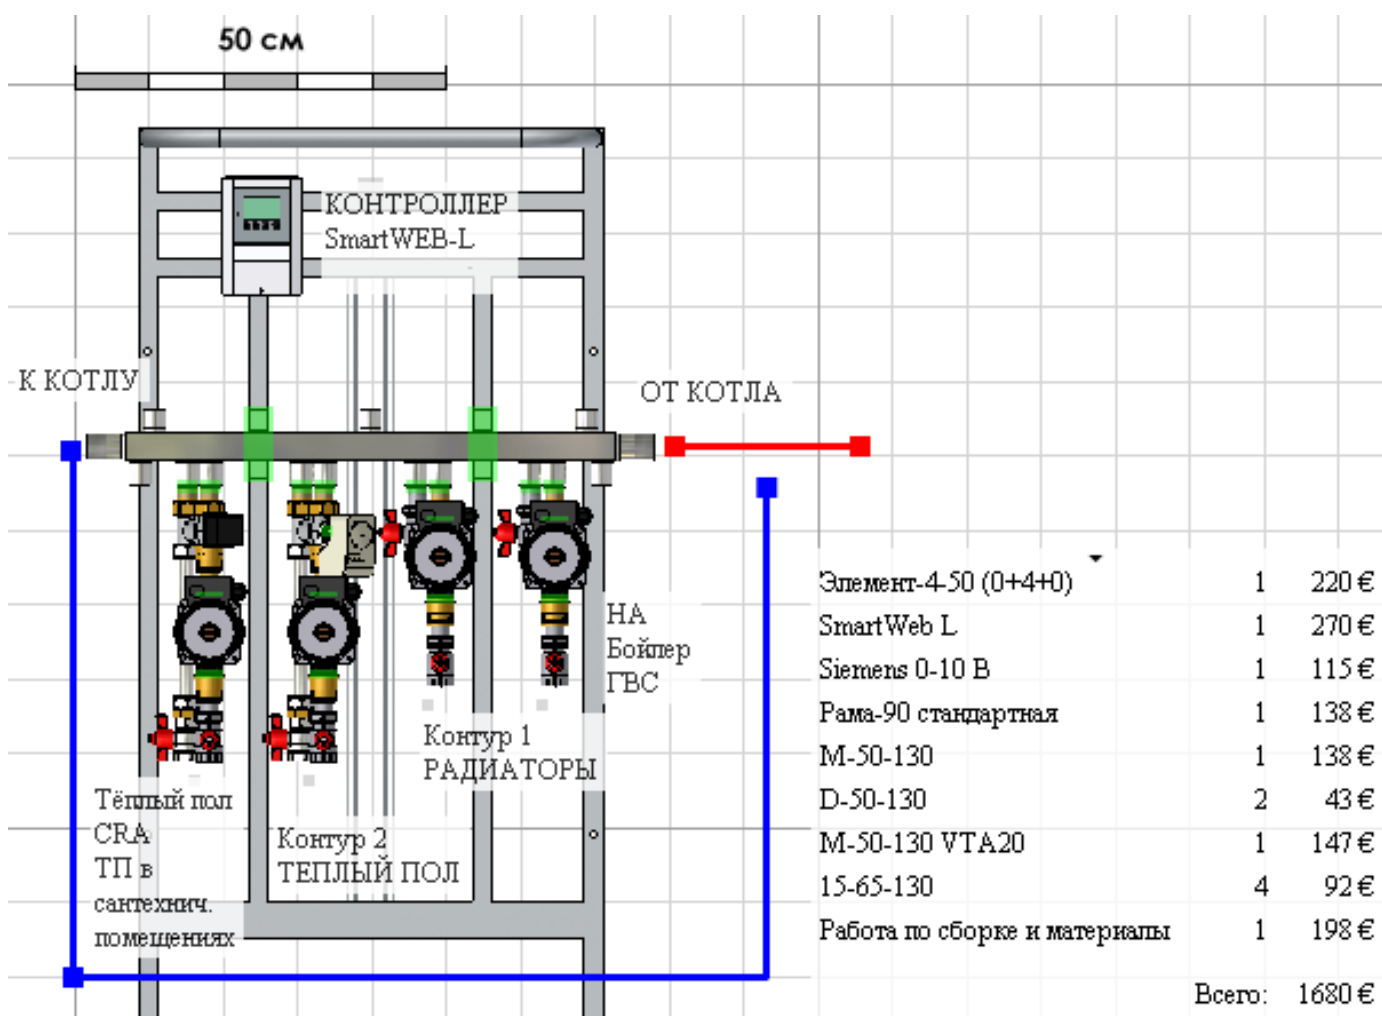 50 см
КОНТРОЛЛЕР
SmartWEB-L
К КОТЛУ
ОТ КОТЛА
НА
Бойлер
ГВС
Контур 1
РАДИАТОРЫ
Тёплый пол
CRA
ТП в
сантехнич.
помещениях
Контур 2
ТЕПЛЫЙ ПОЛ
Элемент-4-50 (0+4+0) 1 220 €
SmartWeb L 1 270 €
Siemens 0-10 В 1 115 €
Рама-90 стандартная 1 138 €
М-50-130 1 138 €
D-50-130 2 43 €
М-50-130 VTA20 1 147 €
15-65-130 4 92 €
Работа по сборке и материалы 1 198 €
Всего: 1680 €